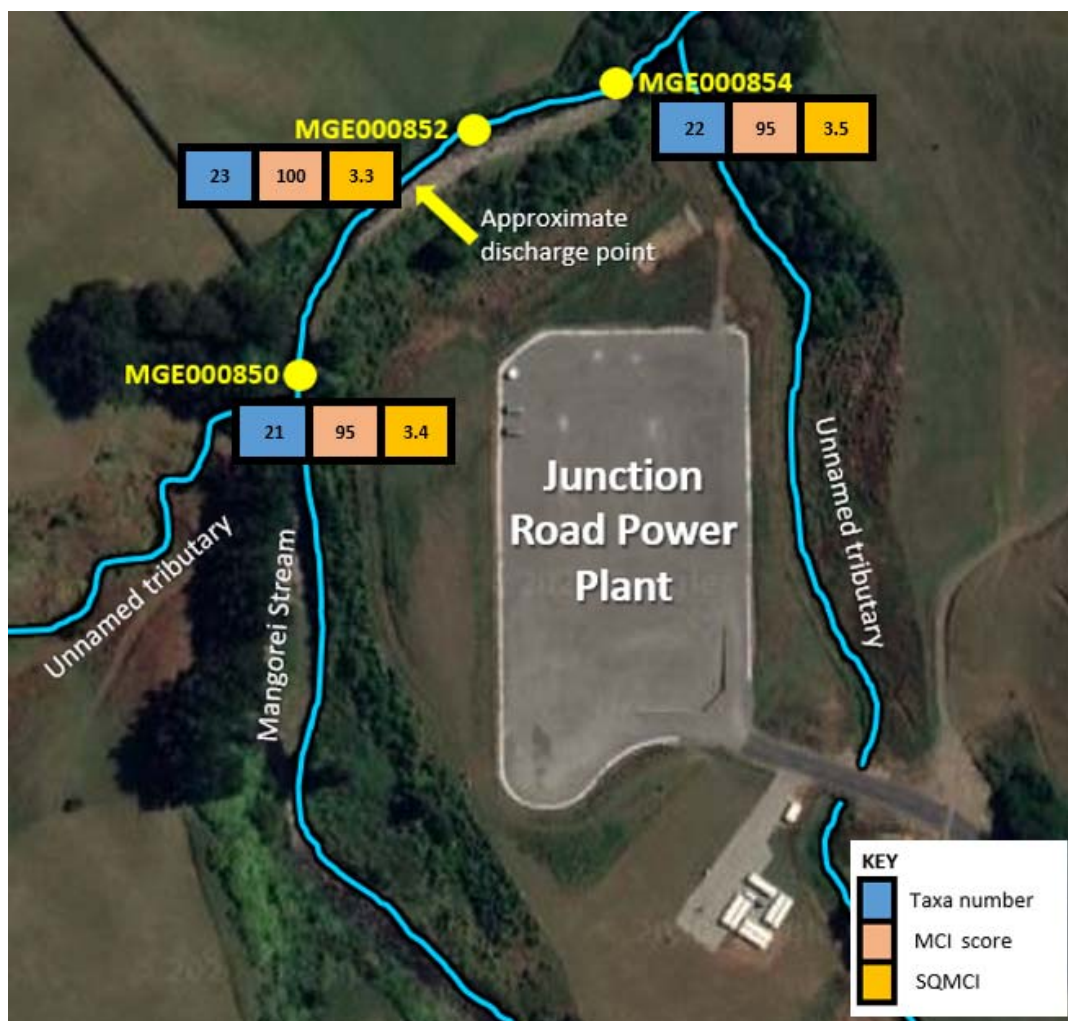 MGE000854
22 95 3.5
MGE000852
23 100 3.3
Approximate
discharge point
MGE000850
21 95 3.4
Junction
Road Power
Plant
Unnamed tributary
Mangorei Stream
Unnamed tributary
KEY
Taxa number
MCI score
SQMCI